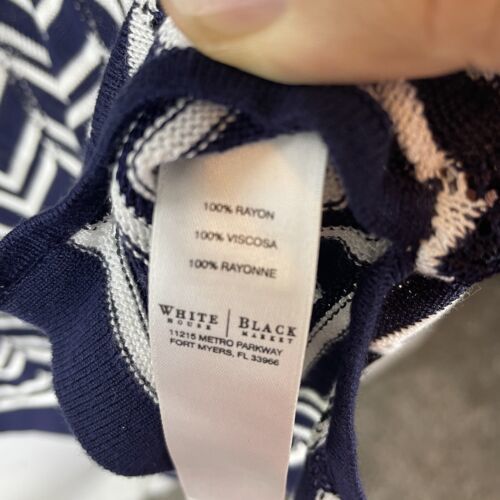 100% RAYON
100% VISCOSA
100% RAYONNE
WHITE HOUSE | BLACK MARKET
11215 METRO PARKWAY
FORT MYERS, FL 33966